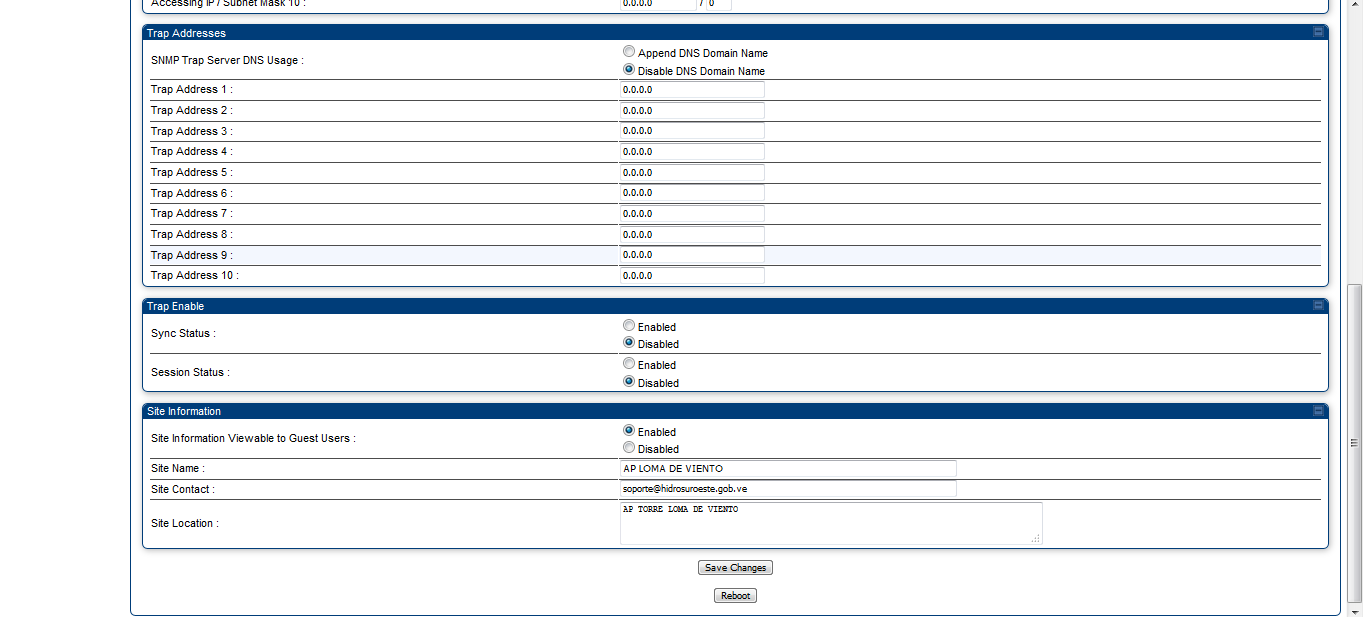 Accessing IP / Subnet Mask 10 : 0.0.0.0 / 0
Trap Addresses
SNMP Trap Server DNS Usage :
Append DNS Domain Name
Disable DNS Domain Name
Trap Address 1 : 0.0.0.0
Trap Address 2 : 0.0.0.0
Trap Address 3 : 0.0.0.0
Trap Address 4 : 0.0.0.0
Trap Address 5 : 0.0.0.0
Trap Address 6 : 0.0.0.0
Trap Address 7 : 0.0.0.0
Trap Address 8 : 0.0.0.0
Trap Address 9 : 0.0.0.0
Trap Address 10 : 0.0.0.0
Trap Enable
Sync Status :
Enabled
Disabled
Session Status :
Enabled
Disabled
Site Information
Site Information Viewable to Guest Users :
Enabled
Disabled
Site Name : AP LOMA DE VIENTO
Site Contact : soporte@hidrosuroeste.gob.ve
Site Location : AP TORRE LOMA DE VIENTO
Save Changes
Reboot